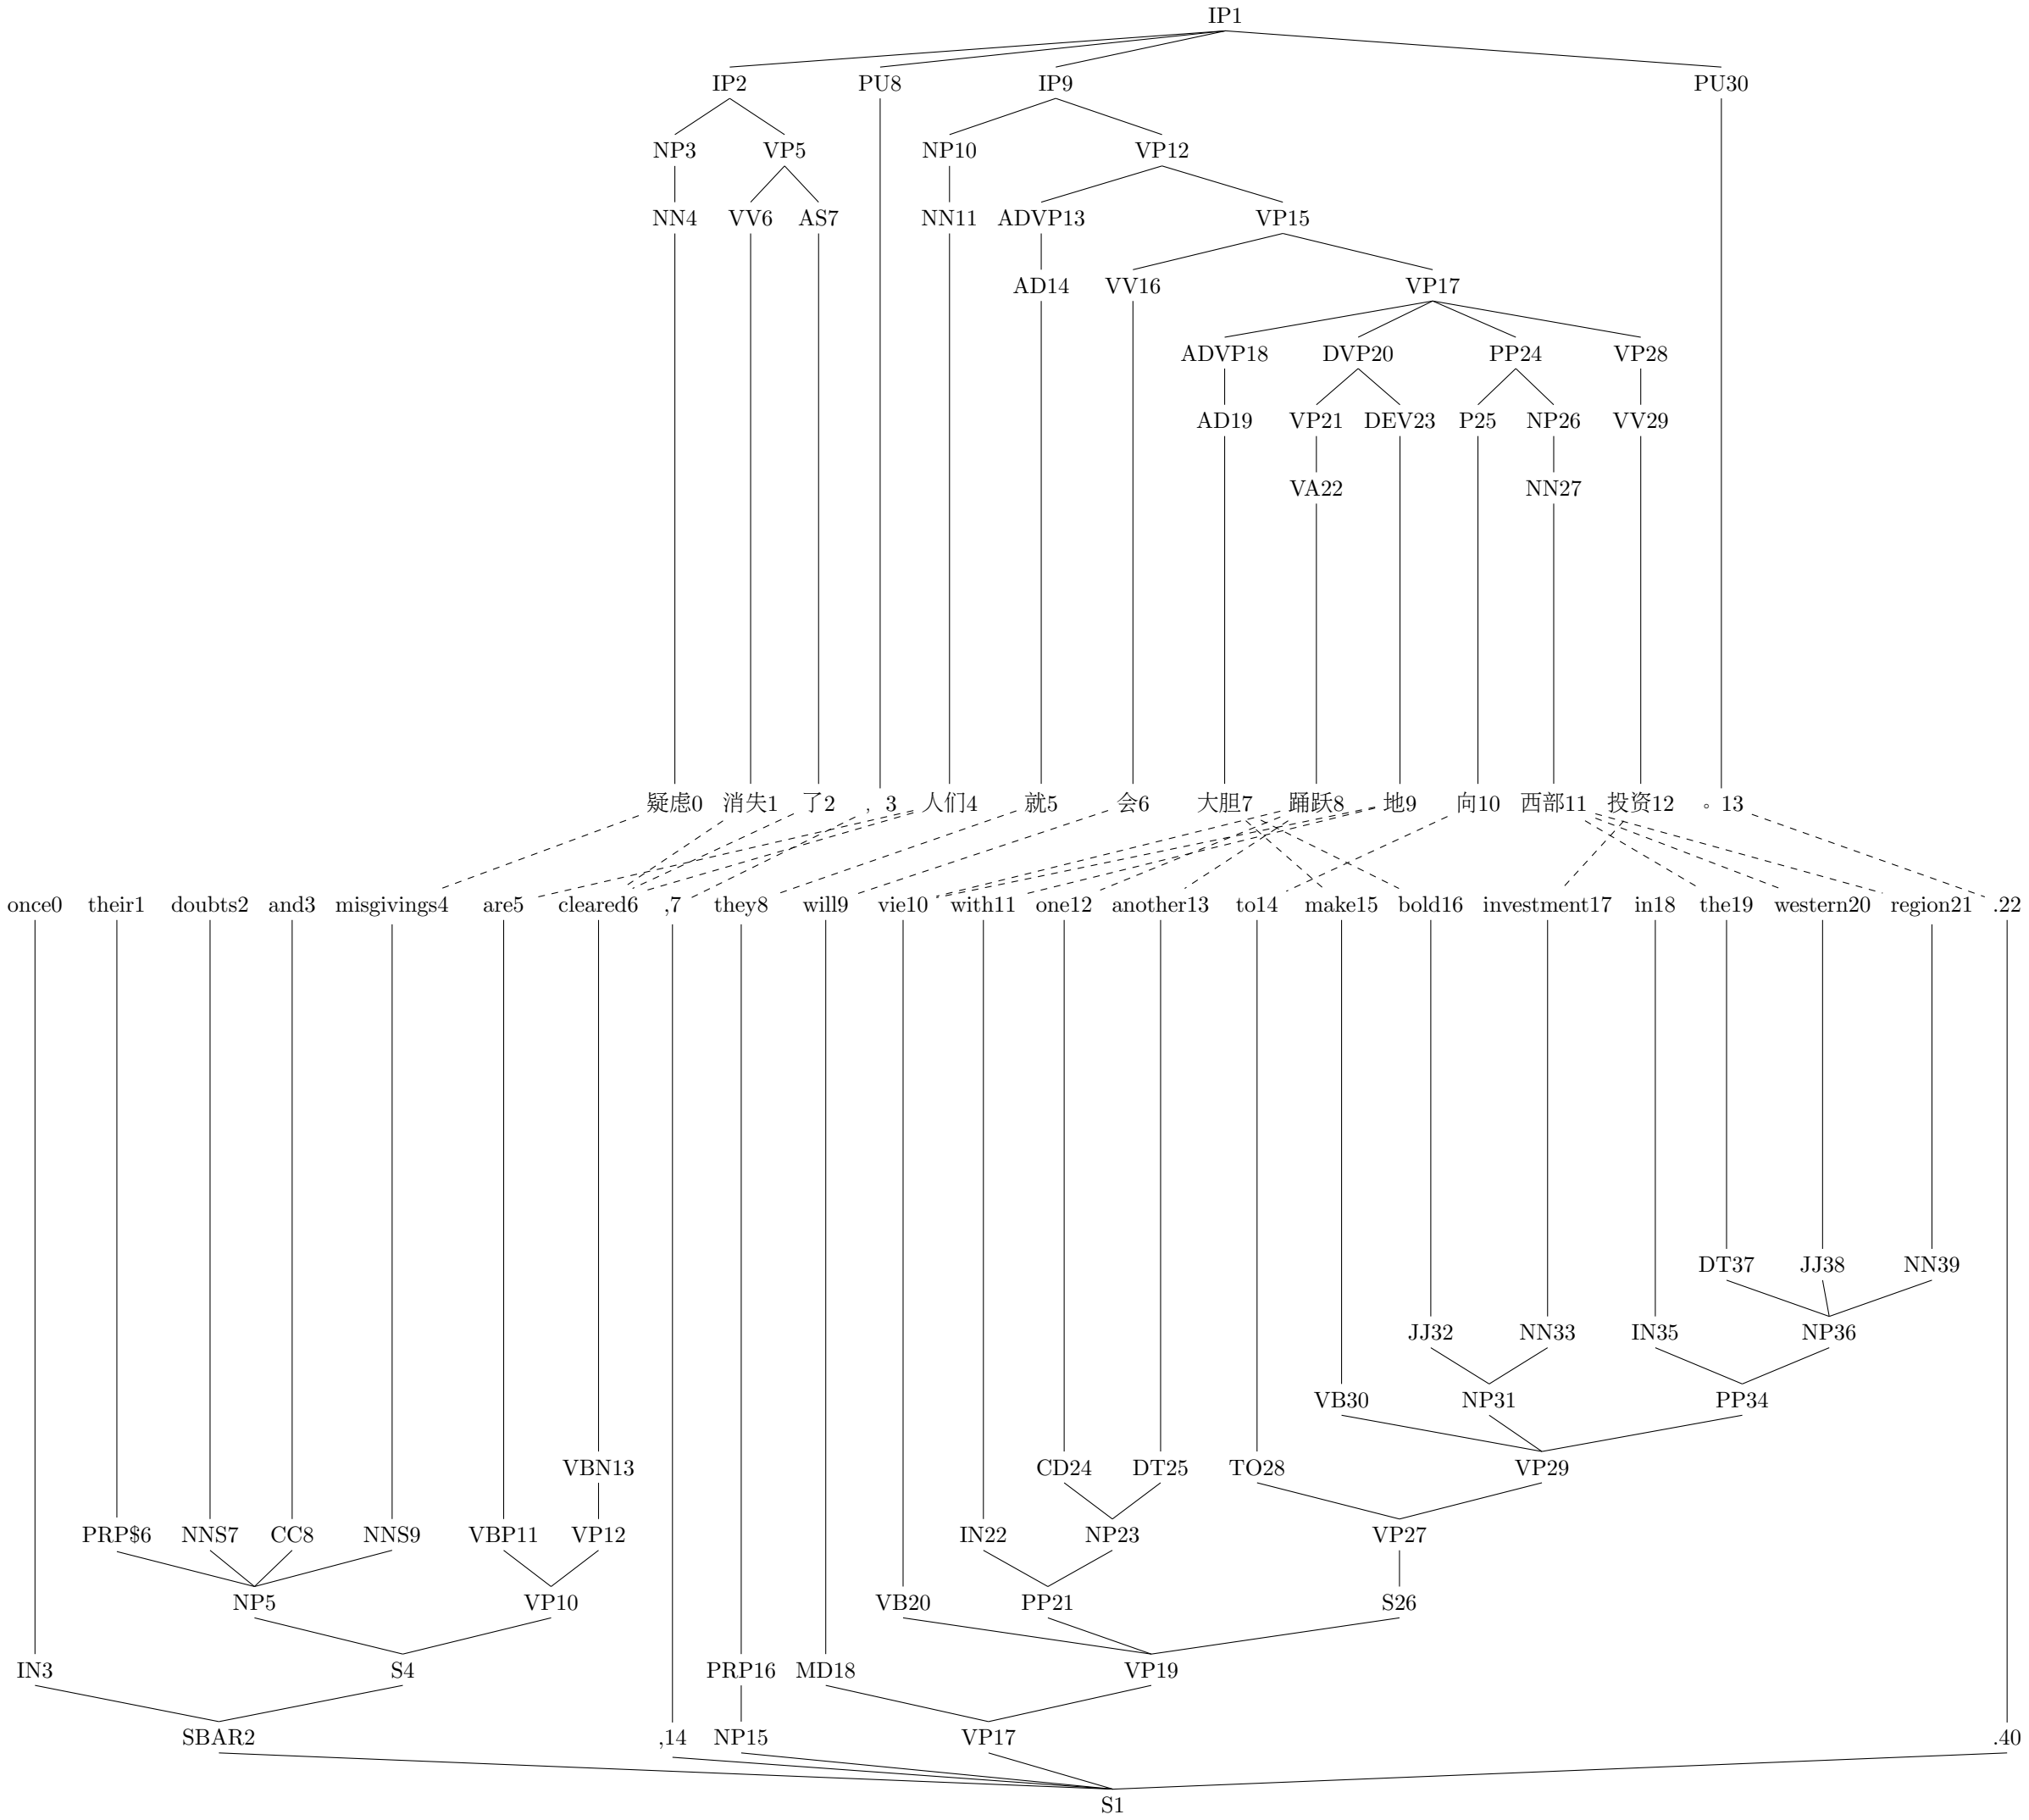 IP1
IP2 PU8 IP9 PU30
NP3 VP5 NP10 VP12
NN4 VV6 AS7 NN11 ADVP13 VP15
AD14 VV16 VP17
ADVP18 DVP20 PP24 VP28
AD19 VP21 DEV23 P25 NP26 VV29
VA22 NN27
疑虑0 消失1 了2 ，3 人们4 就5 会6 大胆7 踊跃8 地9 向10 西部11 投资12 。13
once0 their1 doubts2 and3 misgivings4 are5 cleared6 ,7 they8 will9 vie10 with11 one12 another13 to14 make15 bold16 investment17 in18 the19 western20 region21 .22
DT37 JJ38 NN39
JJ32 NN33 IN35 NP36
VB30 NP31 PP34
VBN13 CD24 DT25 TO28 VP29
PRP$6 NNS7 CC8 NNS9 VBP11 VP12 IN22 NP23 VP27
NP5 VP10 VB20 PP21 S26
IN3 S4 PRP16 MD18 VP19
SBAR2 ,14 NP15 VP17 .40
S1